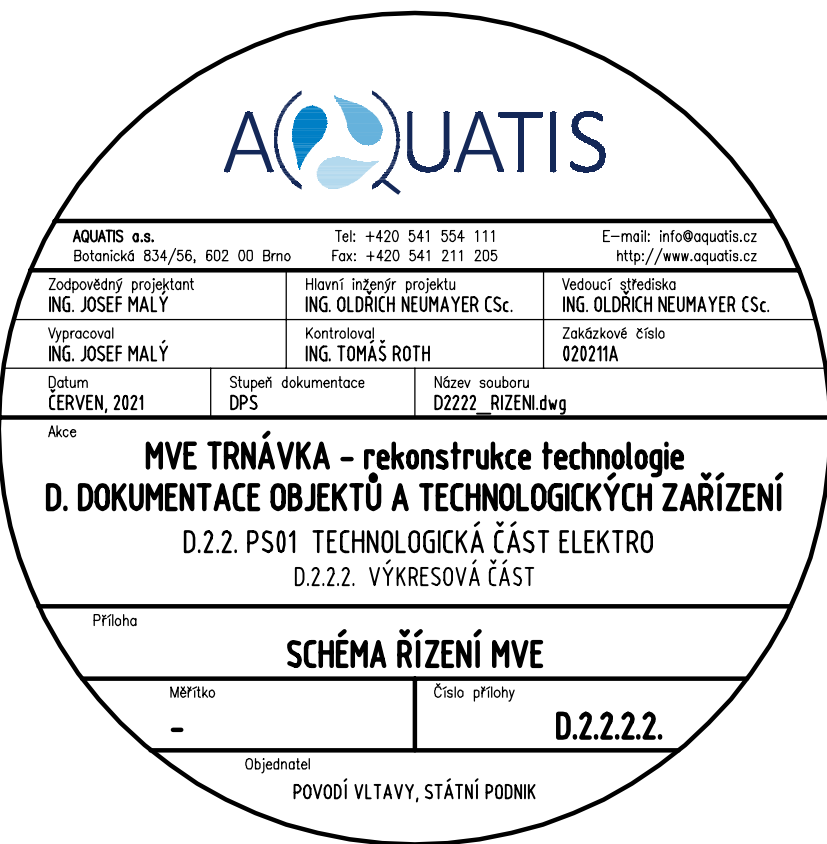 AQUATIS
AQUATIS a.s. Tel: +420 541 554 111 E-mail: info@aquatis.cz
Botanická 834/56, 602 00 Brno Fax: +420 541 211 205 http://www.aquatis.cz
Zodpovědný projektant Hlavní inženýr projektu Vedoucí střediska
ING. JOSEF MALÝ ING. OLDŘICH NEUMAYER CSc. ING. OLDŘICH NEUMAYER CSc.
Vypracoval Kontroloval Zakázkové číslo
ING. JOSEF MALÝ ING. TOMÁŠ ROTH 020211A
Datum Stupeň dokumentace Název souboru
ČERVEN, 2021 DPS D2222_RIZENI.dwg
Akce
MVE TRNÁVKA - rekonstrukce technologie
D. DOKUMENTACE OBJEKTŮ A TECHNOLOGICKÝCH ZAŘÍZENÍ
D.2.2. PS01 TECHNOLOGICKÁ ČÁST ELEKTRO
D.2.2.2. VÝKRESOVÁ ČÁST
Příloha
SCHÉMA ŘÍZENÍ MVE
Měřítko Číslo přílohy
- D.2.2.2.2.
Objednatel
POVODÍ VLTAVY, STÁTNÍ PODNIK